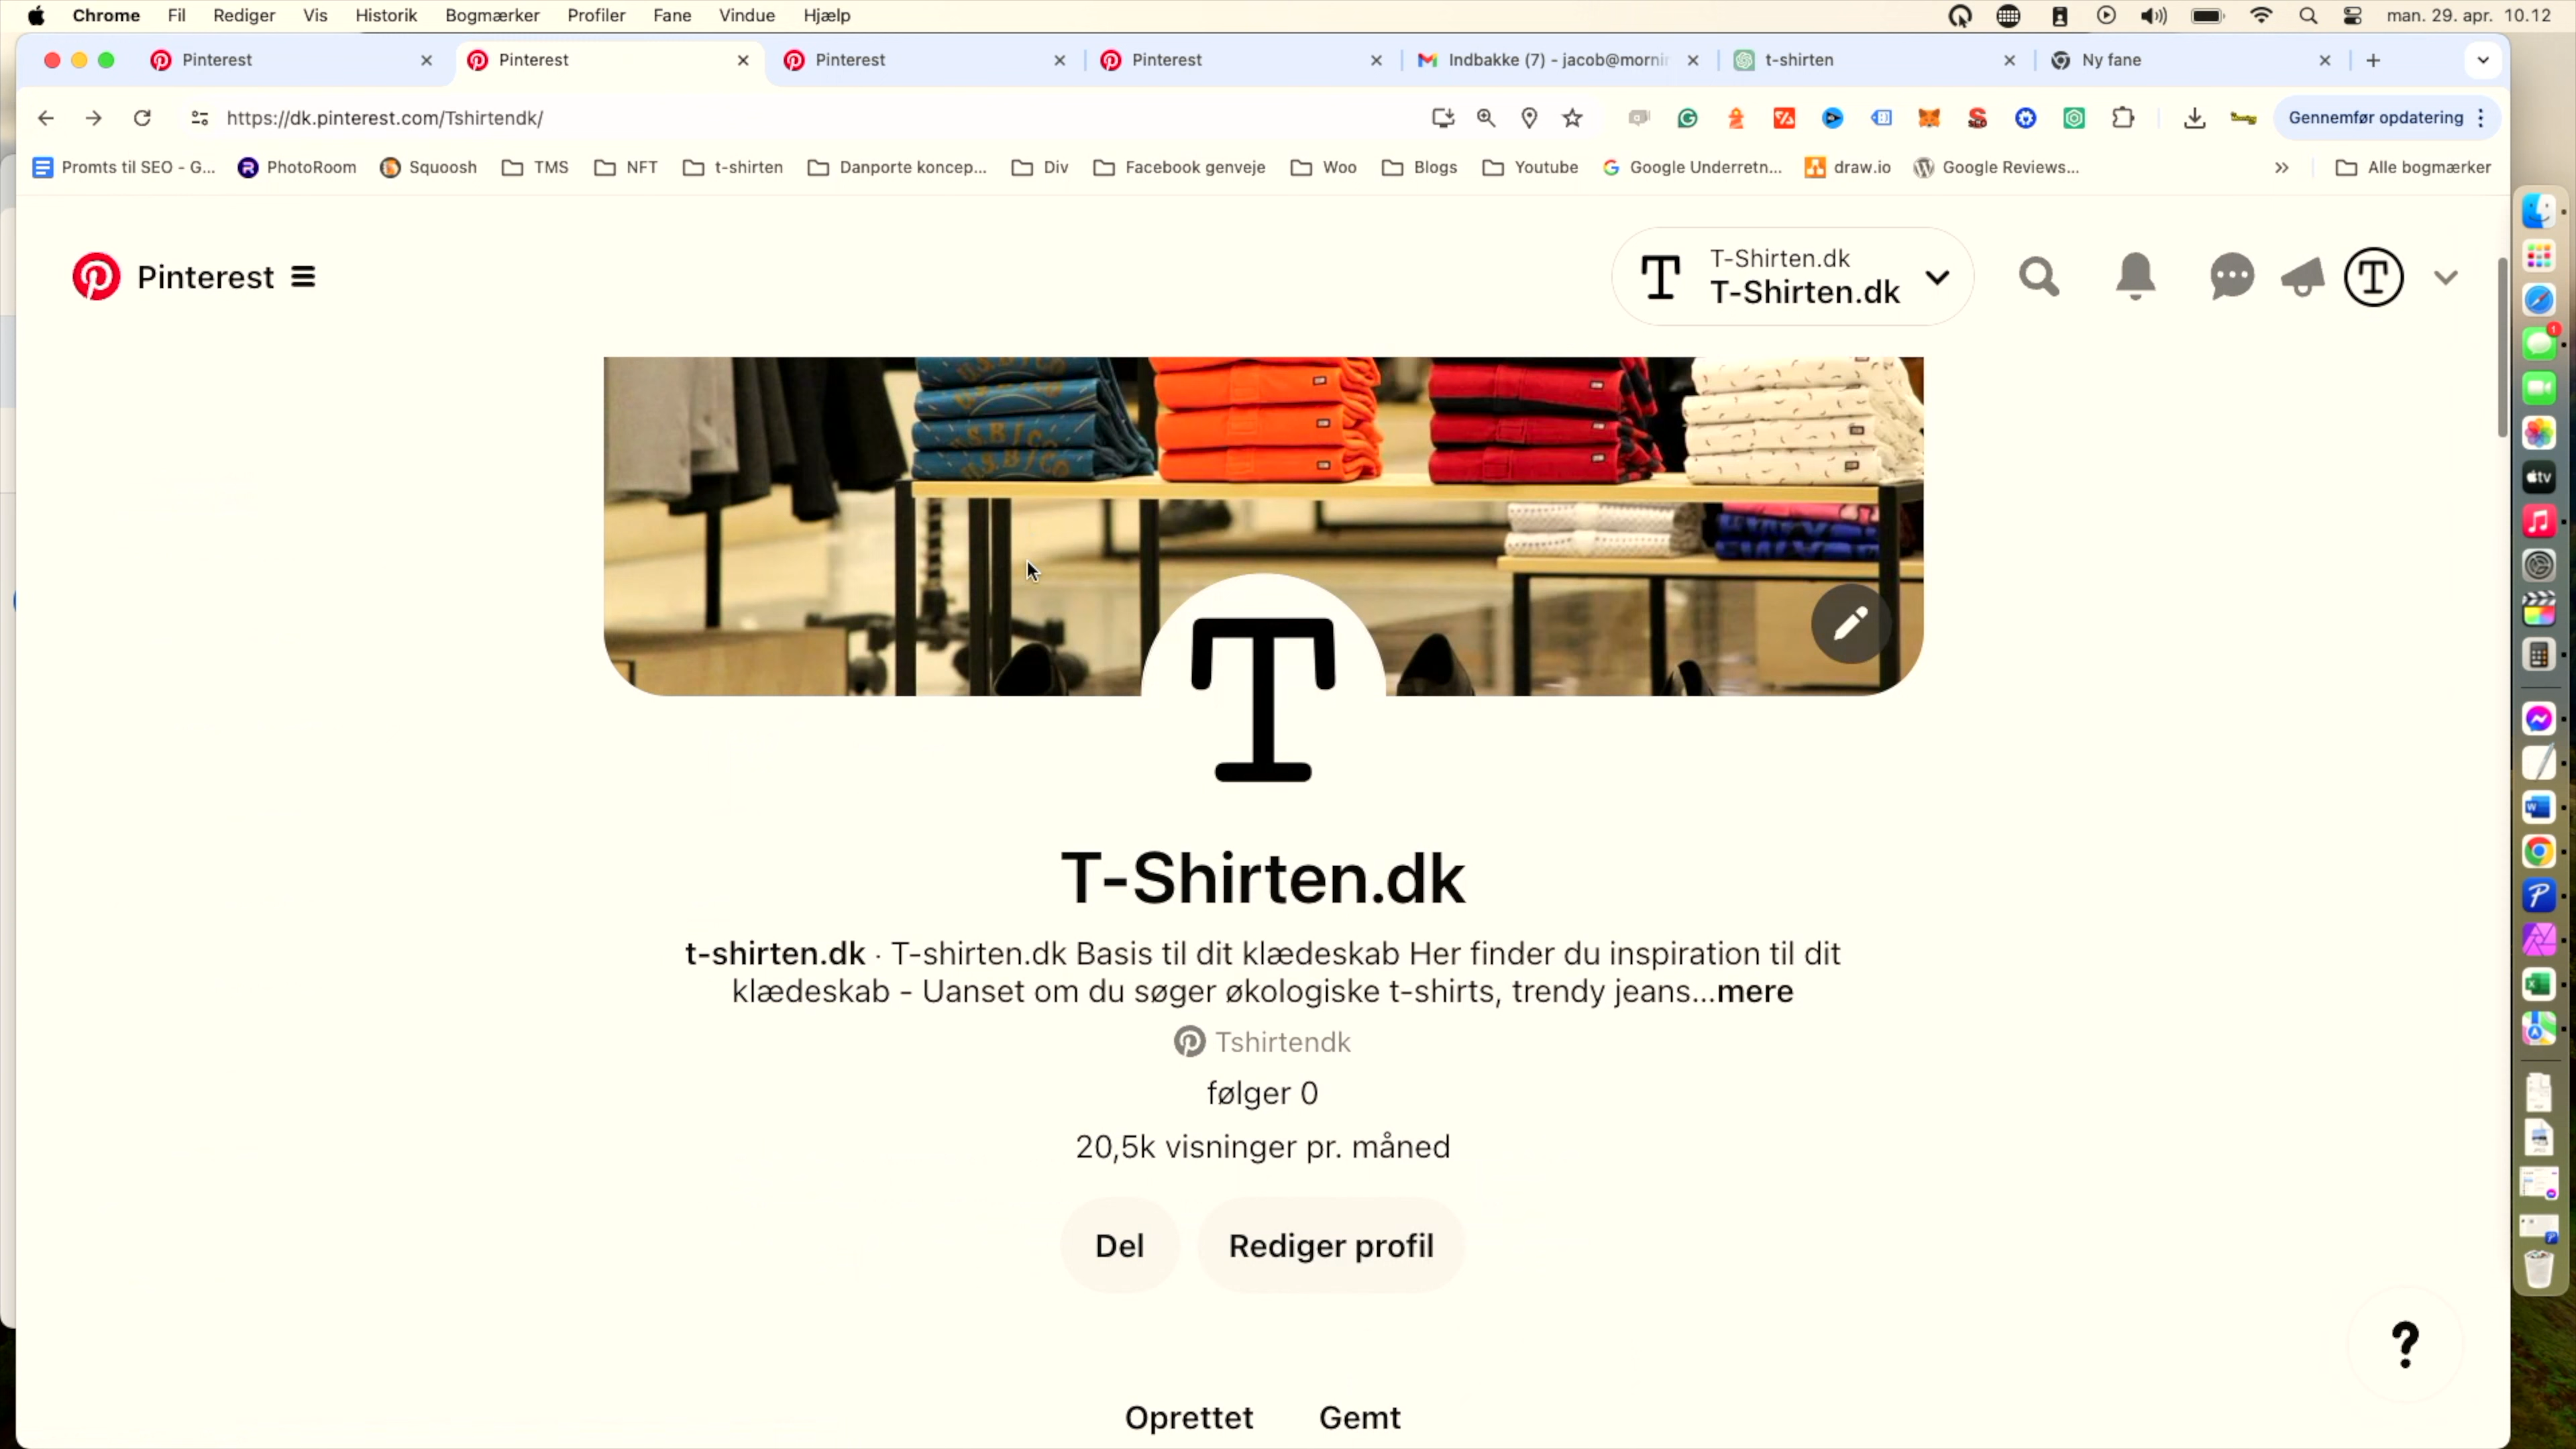 Chrome Fil Rediger Vis Historik Bogmærker Profiler Fane Vindue Hjælp man. 29. apr. 10.12
Pinterest Pinterest Pinterest Pinterest Indbakke (7) - jacob@mornin t-shirten Ny fane
https://dk.pinterest.com/Tshirtendk/ Gennemfør opdatering
Promts til SEO - G... PhotoRoom Squoosh TMS NFT t-shirten Danporte koncep... Div Facebook genveje Woo Blogs Youtube Google Underretn... draw.io Google Reviews... Alle bogmærker
Pinterest
T-Shirten.dk
T-Shirten.dk
T-Shirten.dk
t-shirten.dk · T-shirten.dk Basis til dit klædeskab Her finder du inspiration til dit
klædeskab - Uanset om du søger økologiske t-shirts, trendy jeans...mere
Tshirtendk
følger 0
20,5k visninger pr. måned
Del Rediger profil
?
Oprettet Gemt